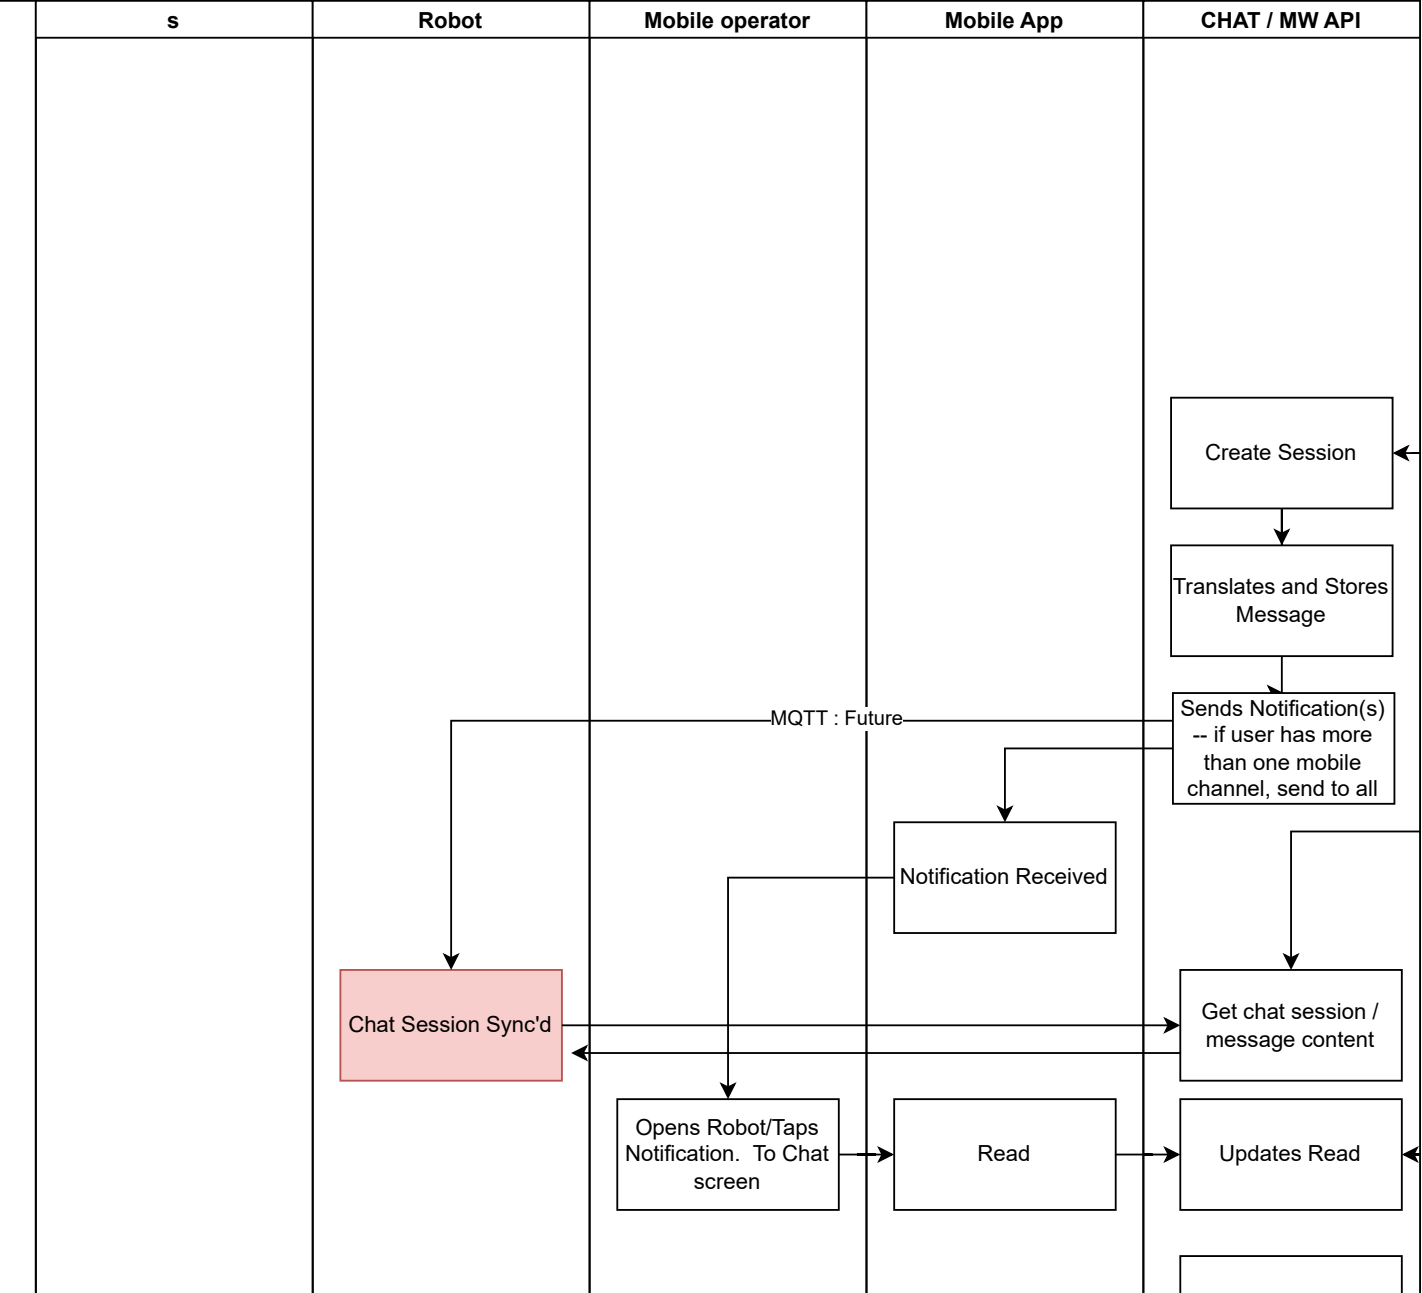 s
Robot
Mobile operator
Mobile App
CHAT / MW API
Create Session
Translates and Stores
Message
MQTT : Future
Sends Notification(s)
-- if user has more
than one mobile
channel, send to all
Notification Received
Chat Session Sync'd
Get chat session /
message content
Opens Robot/Taps
Notification.  To Chat
screen
Read
Updates Read